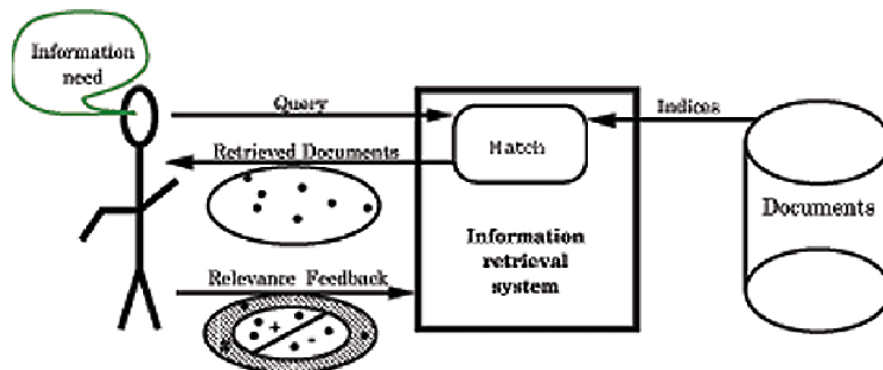 Information
need
Query
Indices
Match
Retrieved Documents
Documents
Information
retrieval
system
Relevance Feedback
+
-